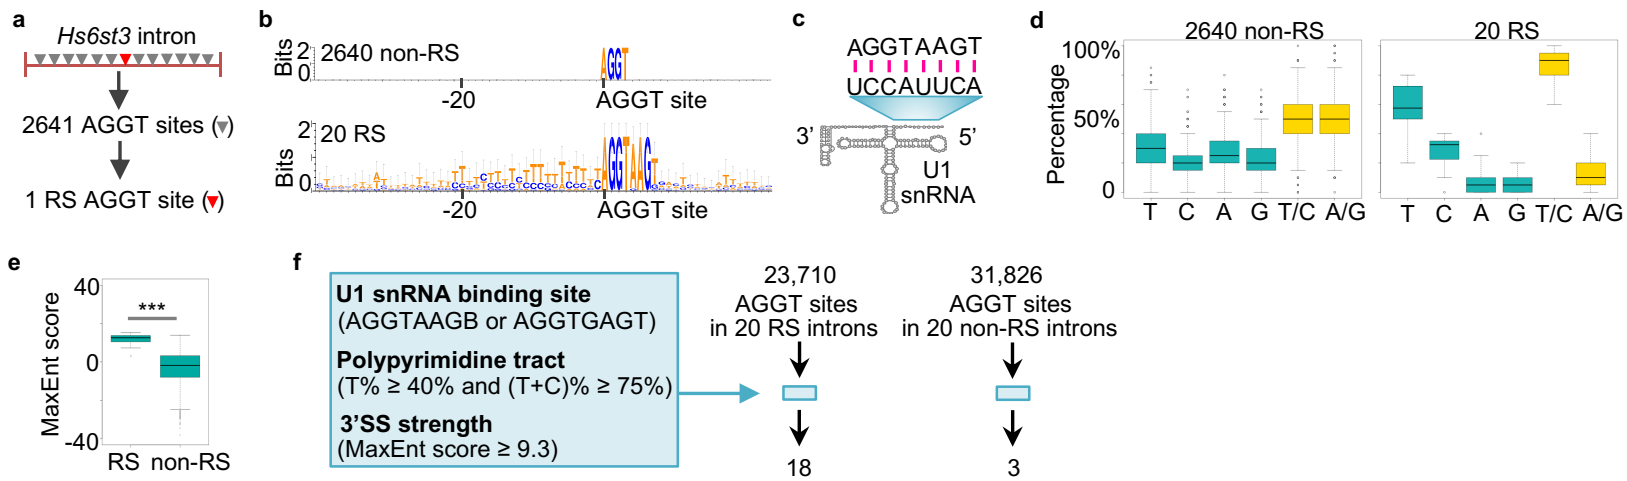 a
Hs6st3 intron
2641 AGGT sites (▼)
1 RS AGGT site (▼)
b
Bits
2
0
2640 non-RS
AGGT
-20
AGGT site
Bits
2
0
20 RS
AGGTAAGT
-20
AGGT site
c
AGGTAAGT
UCCAUUCA
3’
5’
U1
snRNA
d
2640 non-RS
20 RS
Percentage
100%
50%
0
T C A G T/C A/G
T C A G T/C A/G
e
MaxEnt score
40
0
-40
***
RS non-RS
f
U1 snRNA binding site
(AGGTAAGB or AGGTGAGT)
Polypyrimidine tract
(T% ≥ 40% and (T+C)% ≥ 75%)
3’SS strength
(MaxEnt score ≥ 9.3)
23,710
AGGT sites
in 20 RS introns
18
31,826
AGGT sites
in 20 non-RS introns
3